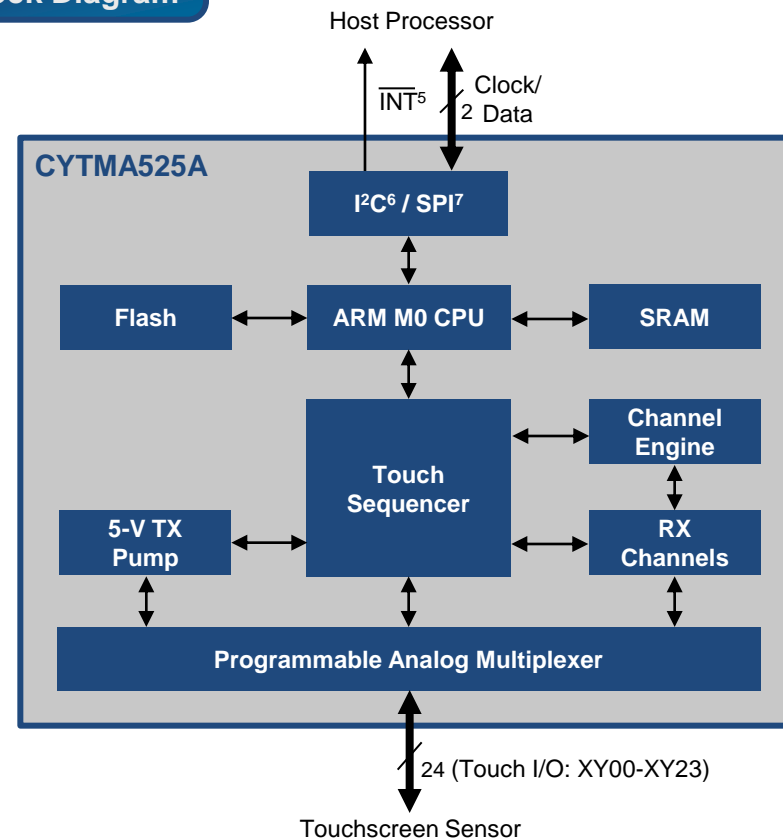 Diagram
Host Processor
INT⁵
Clock/
2 Data
CYTMA525A
I²C⁶ / SPI⁷
Flash
ARM M0 CPU
SRAM
Touch
Sequencer
Channel
Engine
5-V TX
Pump
RX
Channels
Programmable Analog Multiplexer
24 (Touch I/O: XY00-XY23)
Touchscreen Sensor